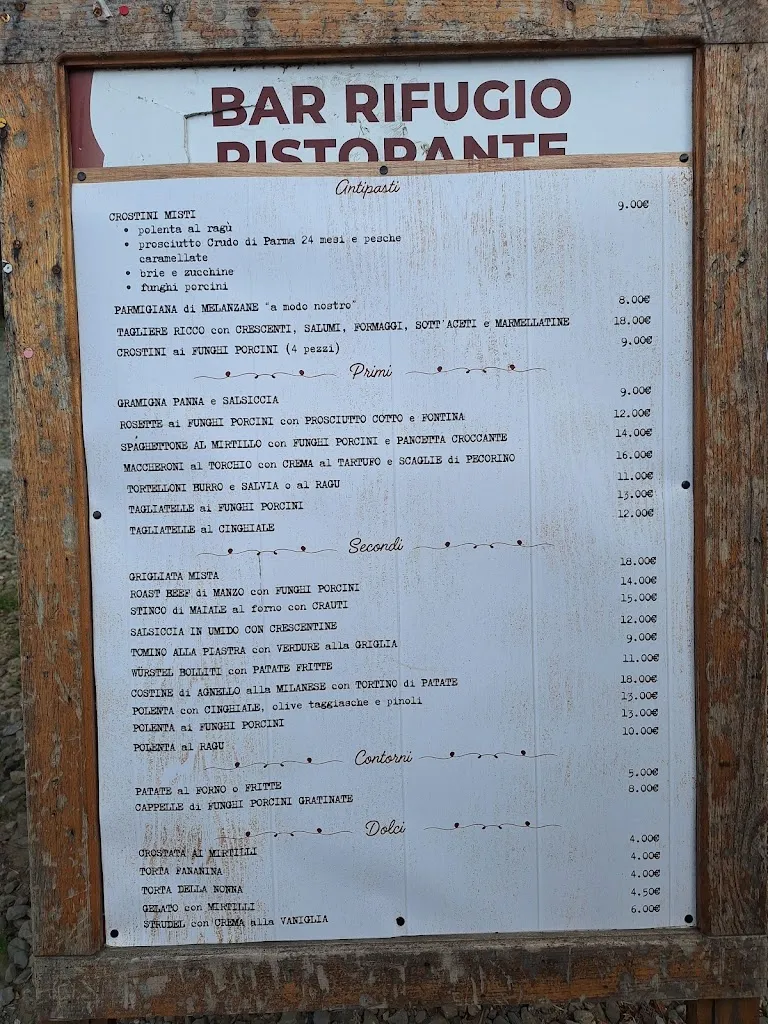 BAR RIFUGIO
RISTORANTE
Antipasti
CROSTINI MISTI 9.00€
• polenta al ragù
• prosciutto Crudo di Parma 24 mesi e pesche
caramellate
• brie e zucchine
• funghi porcini
PARMIGIANA di MELANZANE "a modo nostro" 8.00€
TAGLIERE RICCO con CRESCENTI, SALUMI, FORMAGGI, SOTT'ACETI e MARMELLATINE 18.00€
CROSTINI ai FUNGHI PORCINI (4 pezzi) 9.00€
Primi
GRAMIGNA PANNA e SALSICCIA 9.00€
ROSETTE ai FUNGHI PORCINI con PROSCIUTTO COTTO e FONTINA 12.00€
SPAGHETTONE AL MIRTILLO con FUNGHI PORCINI e PANCETTA CROCCANTE 14.00€
MACCHERONI al TORCHIO con CREMA al TARTUFO e SCAGLIE di PECORINO 16.00€
TORTELLONI BURRO e SALVIA o al RAGU 11.00€
TAGLIATELLE ai FUNGHI PORCINI 13.00€
TAGLIATELLE al CINGHIALE 12.00€
Secondi
GRIGLIATA MISTA 18.00€
ROAST BEEF di MANZO con FUNGHI PORCINI 14.00€
STINCO di MAIALE al forno con CRAUTI 15.00€
SALSICCIA IN UMIDO CON CRESCENTINE 12.00€
TOMINO ALLA PIASTRA con VERDURE alla GRIGLIA 9.00€
WÜRSTEL BOLLITI con PATATE FRITTE 11.00€
COSTINE di AGNELLO alla MILANESE con TORTINO di PATATE 18.00€
POLENTA con CINGHIALE, olive taggiasche e pinoli 13.00€
POLENTA ai FUNGHI PORCINI 13.00€
POLENTA al RAGU 10.00€
Contorni
PATATE al FORNO o FRITTE 5.00€
CAPPELLE di FUNGHI PORCINI GRATINATE 8.00€
Dolci
CROSTATA AI MIRTILLI 4.00€
TORTA FANANINA 4.00€
TORTA DELLA NONNA 4.00€
GELATO con MIRTILLI 4.50€
STRUDEL con CREMA alla VANIGLIA 6.00€